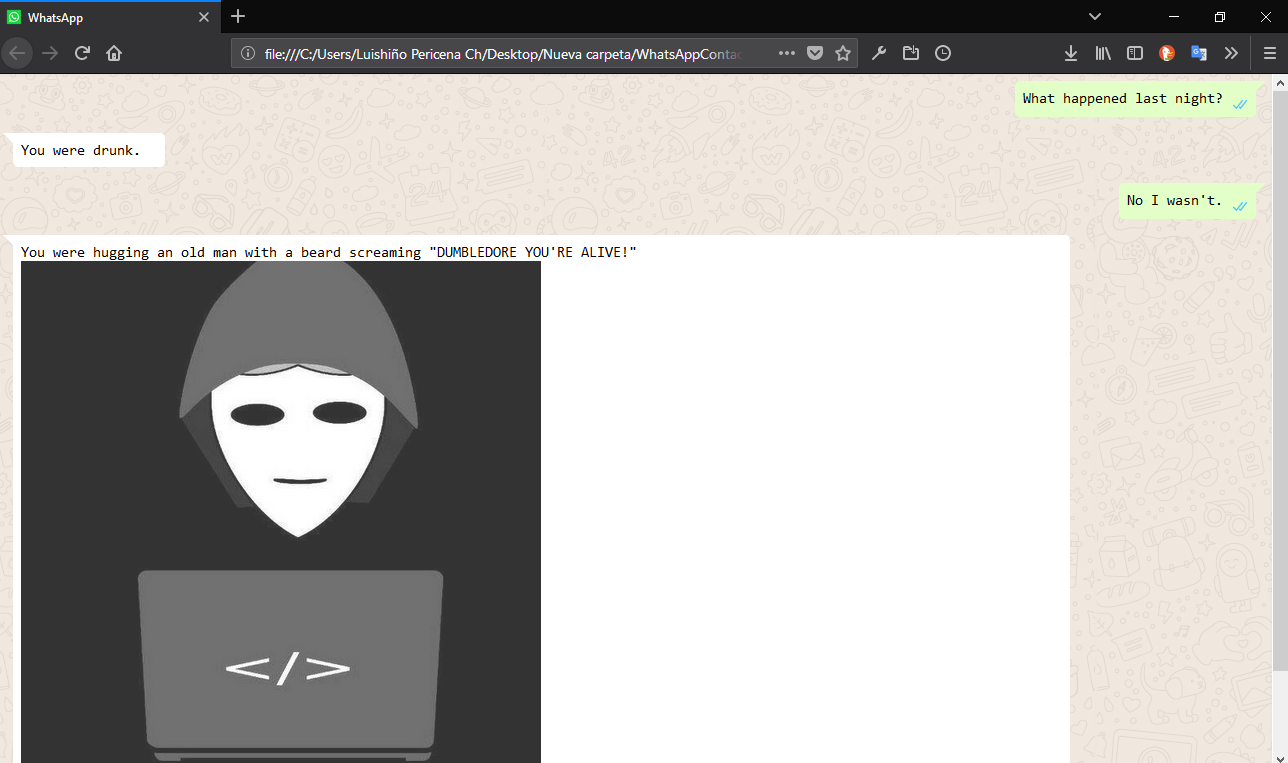 WhatsApp
file:///C:/Users/Luishiño Pericena Ch/Desktop/Nueva carpeta/WhatsAppConta
What happened last night?
You were drunk.
No I wasn't.
You were hugging an old man with a beard screaming "DUMBLEDORE YOU'RE ALIVE!"
</>